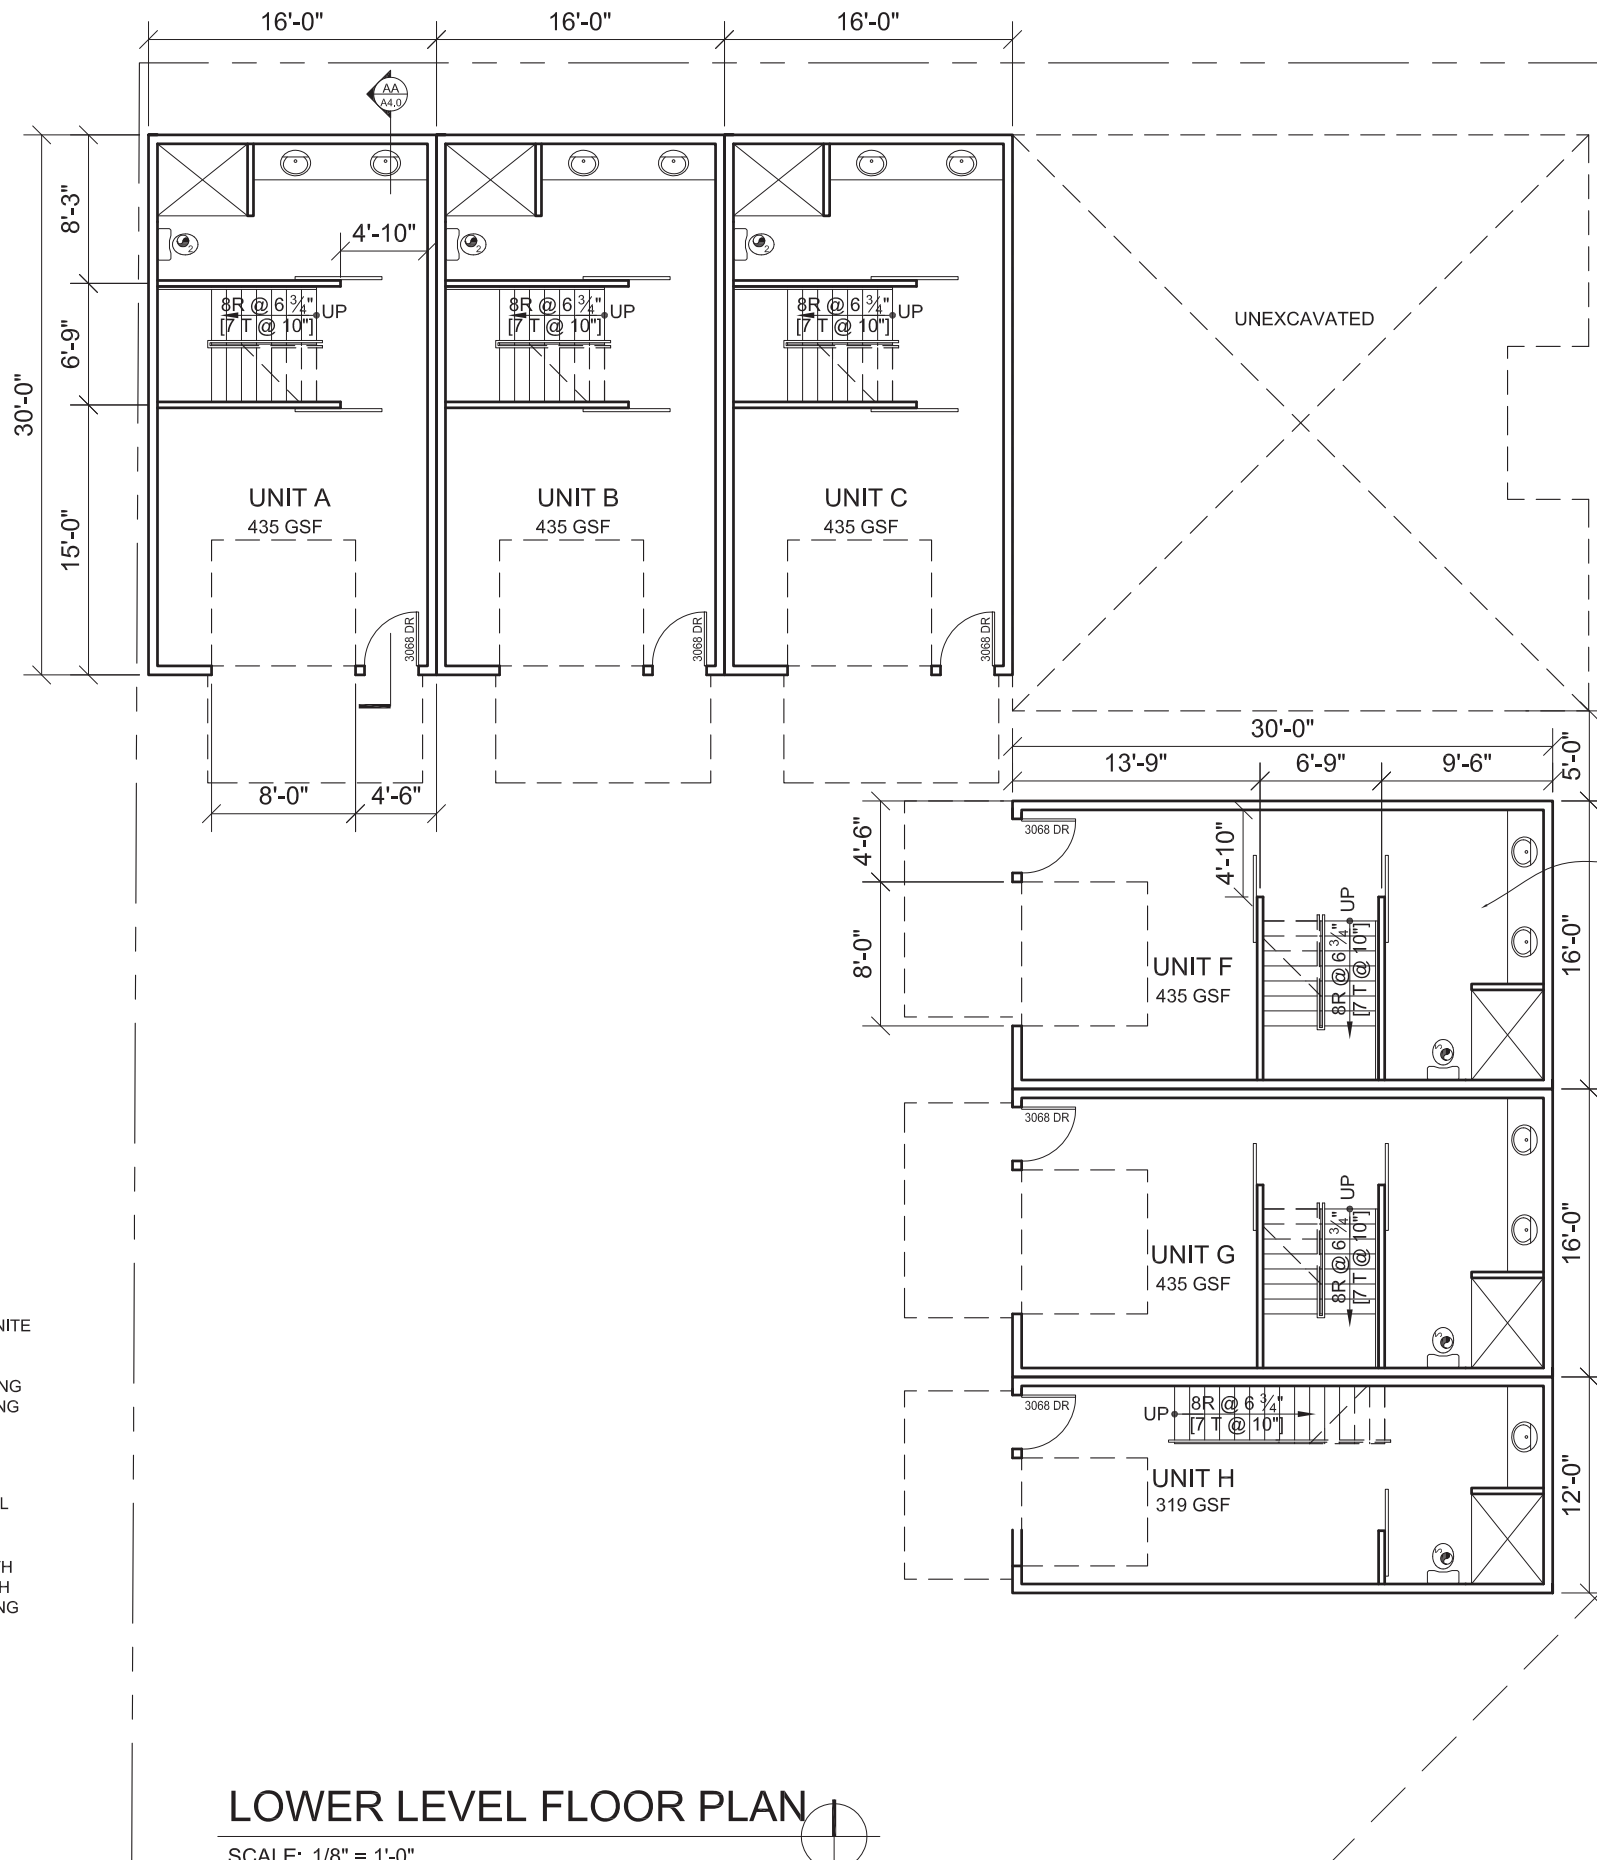 16'-0" 16'-0" 16'-0"
AA
A4.0
30'-0"
8'-3"
6'-9"
15'-0"
4'-10"
2
2
2
8R @ 6 3/4" UP
[7 T @ 10"]
8R @ 6 3/4" UP
[7 T @ 10"]
8R @ 6 3/4" UP
[7 T @ 10"]
UNEXCAVATED
UNIT A
435 GSF
UNIT B
435 GSF
UNIT C
435 GSF
3068 DR
3068 DR
3068 DR
8'-0" 4'-6"
30'-0"
13'-9" 6'-9" 9'-6"
5'-0"
4'-6"
8'-0"
3068 DR
4'-10"
UP
8R @ 6 3/4"
[7 T @ 10"]
16'-0"
UNIT F
435 GSF
3068 DR
UP
8R @ 6 3/4"
[7 T @ 10"]
16'-0"
UNIT G
435 GSF
3068 DR
UP 8R @ 6 3/4"
[7 T @ 10"]
12'-0"
UNIT H
319 GSF
NITE
NG
NG
L
TH
H
NG
LOWER LEVEL FLOOR PLAN
SCALE: 1/8" = 1'-0"